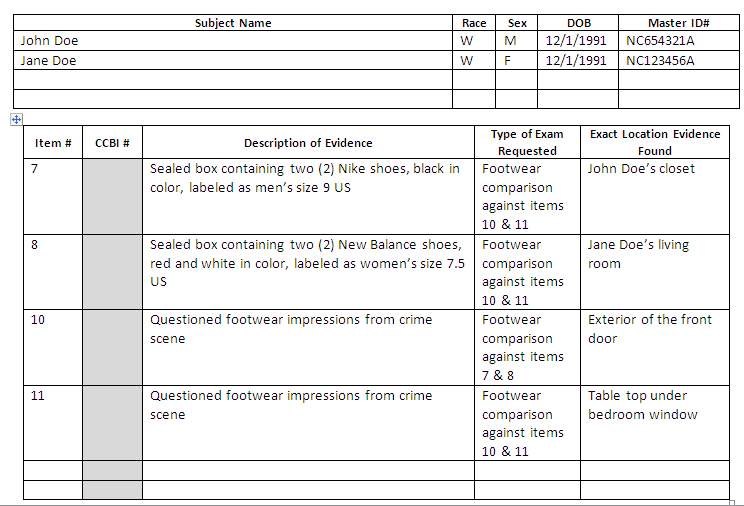 Subject Name Race Sex DOB Master ID#
John Doe W M 12/1/1991 NC654321A
Jane Doe W F 12/1/1991 NC123456A
Item # CCBI # Description of Evidence Type of Exam Requested Exact Location Evidence Found
7 Sealed box containing two (2) Nike shoes, black in Footwear John Doe’s closet
color, labeled as men’s size 9 US comparison
against items
10 & 11
8 Sealed box containing two (2) New Balance shoes, Footwear Jane Doe’s living
red and white in color, labeled as women’s size 7.5 comparison room
US against items
10 & 11
10 Questioned footwear impressions from crime Footwear Exterior of the front
scene comparison door
against items
7 & 8
11 Questioned footwear impressions from crime Footwear Table top under
scene comparison bedroom window
against items
10 & 11